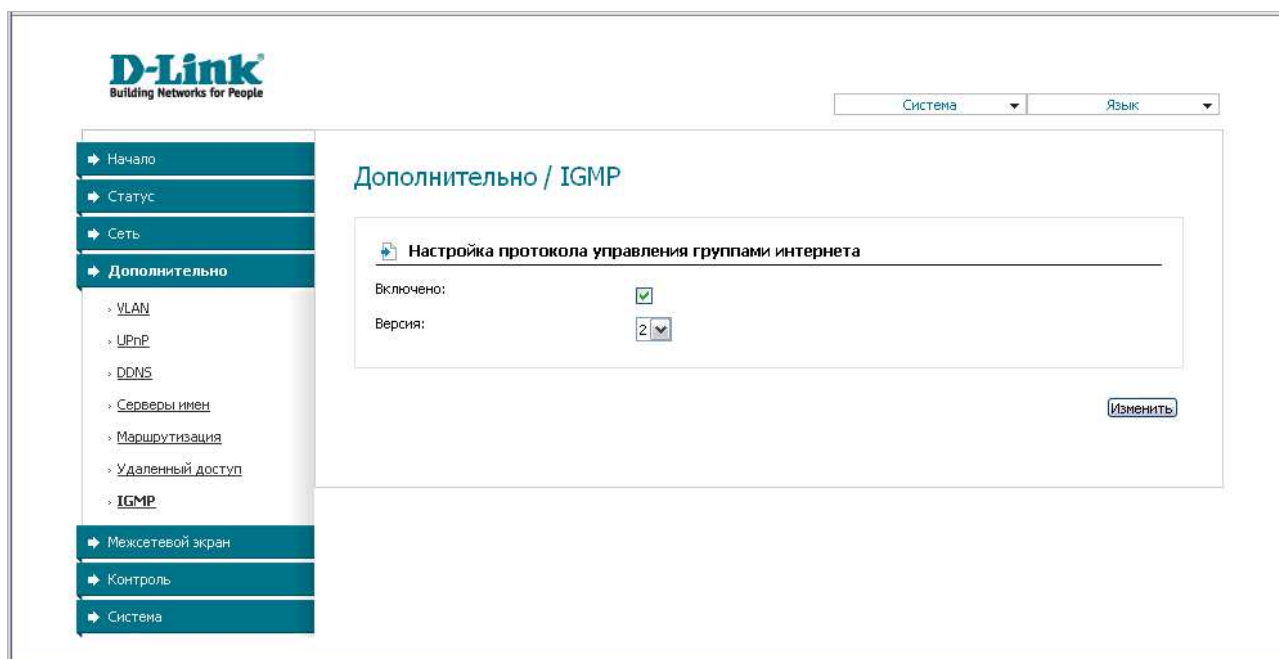 D-Link
Building Networks for People
Система Язык
Начало
Статус
Сеть
Дополнительно
VLAN
UPnP
DDNS
Серверы имен
Маршрутизация
Удаленный доступ
IGMP
Межсетевой экран
Контроль
Система
Дополнительно / IGMP
Настройка протокола управления группами интернета
Включено:
Версия: 2
Изменить